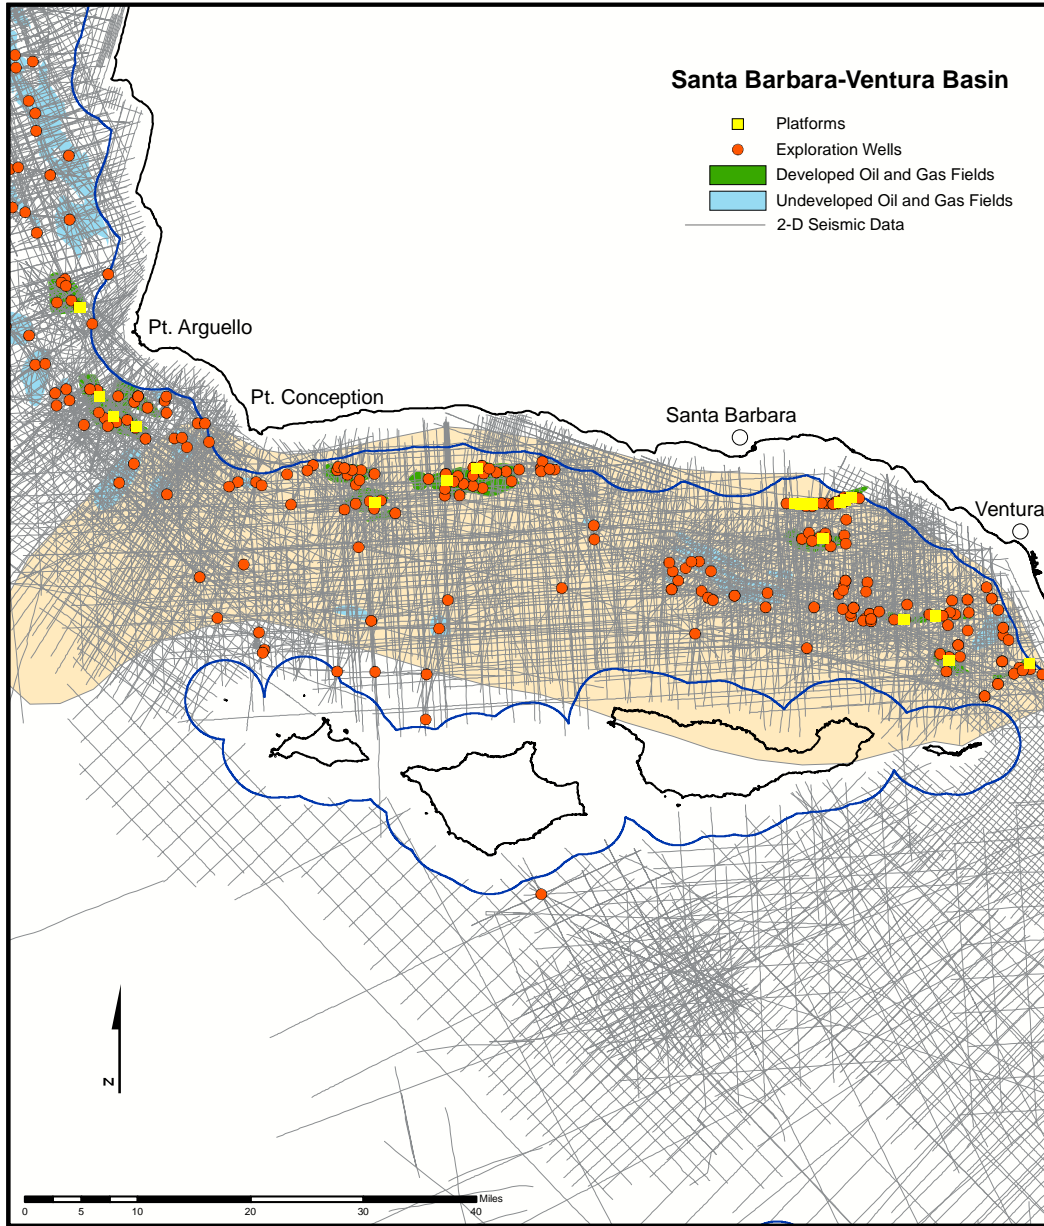 Santa Barbara-Ventura Basin
Platforms
Exploration Wells
Developed Oil and Gas Fields
Undeveloped Oil and Gas Fields
2-D Seismic Data
Pt. Arguello
Pt. Conception
Santa Barbara
Ventura
N
Miles
0 5 10 20 30 40